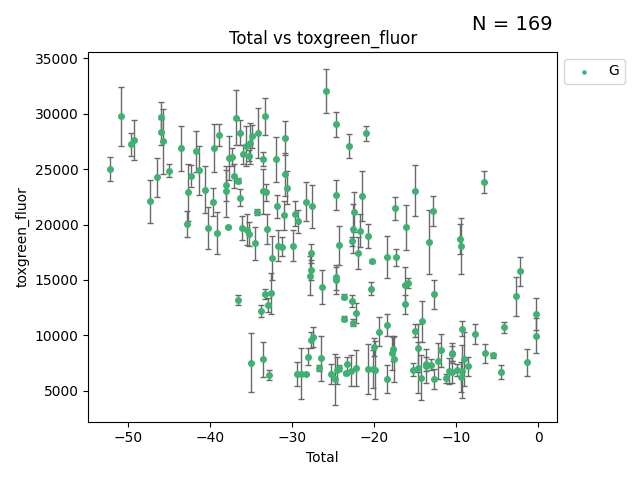 N = 169
Total vs toxgreen_fluor
35000
30000
25000
20000
15000
10000
5000
toxgreen_fluor
−50 −40 −30 −20 −10 0
Total
G